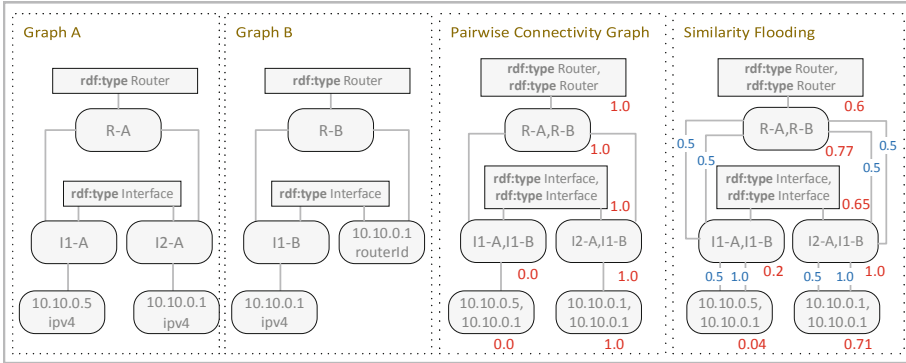 Graph A
rdf:type Router
R-A
rdf:type Interface
I1-A
I2-A
10.10.0.5
ipv4
10.10.0.1
ipv4
Graph B
rdf:type Router
R-B
rdf:type Interface
I1-B
10.10.0.1
routerId
10.10.0.1
ipv4
Pairwise Connectivity Graph
rdf:type Router,
rdf:type Router
1.0
R-A,R-B
1.0
rdf:type Interface,
rdf:type Interface
1.0
I1-A,I1-B
0.0
I2-A,I1-B
1.0
10.10.0.5,
10.10.0.1
0.0
10.10.0.1,
10.10.0.1
1.0
Similarity Flooding
rdf:type Router,
rdf:type Router
0.6
R-A,R-B
0.77
0.5
0.5
0.5
0.5
rdf:type Interface,
rdf:type Interface
0.65
I1-A,I1-B
0.2
I2-A,I1-B
1.0
0.5
1.0
0.5
1.0
10.10.0.5,
10.10.0.1
0.04
10.10.0.1,
10.10.0.1
0.71